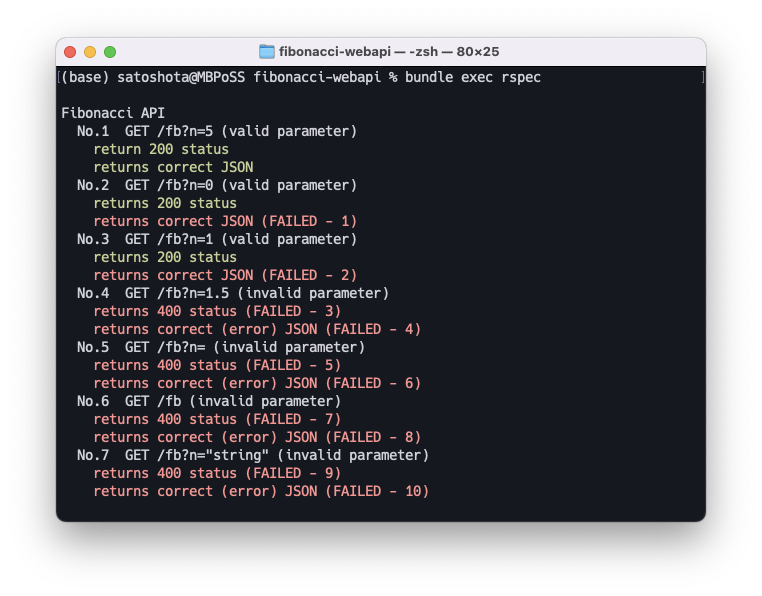 fibonacci-webapi — -zsh — 80×25
[(base) satoshota@MBPoSS fibonacci-webapi % bundle exec rspec ]
Fibonacci API
No.1 GET /fb?n=5 (valid parameter)
return 200 status
returns correct JSON
No.2 GET /fb?n=0 (valid parameter)
returns 200 status
returns correct JSON (FAILED - 1)
No.3 GET /fb?n=1 (valid parameter)
returns 200 status
returns correct JSON (FAILED - 2)
No.4 GET /fb?n=1.5 (invalid parameter)
returns 400 status (FAILED - 3)
returns correct (error) JSON (FAILED - 4)
No.5 GET /fb?n= (invalid parameter)
returns 400 status (FAILED - 5)
returns correct (error) JSON (FAILED - 6)
No.6 GET /fb (invalid parameter)
returns 400 status (FAILED - 7)
returns correct (error) JSON (FAILED - 8)
No.7 GET /fb?n="string" (invalid parameter)
returns 400 status (FAILED - 9)
returns correct (error) JSON (FAILED - 10)